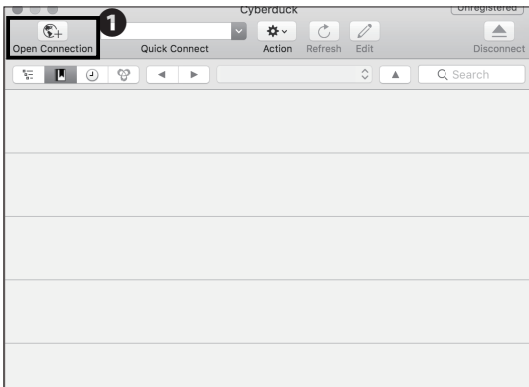 Cyberduck
Unregistered
1
Open Connection
Quick Connect
Action
Refresh
Edit
Disconnect
Search